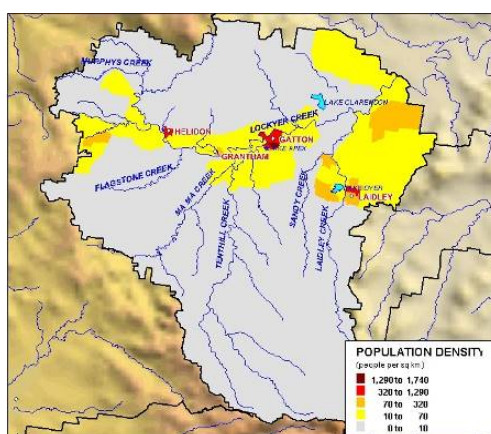 MURPHYS CREEK
LAKE CLARENDON
LOCKYER CREEK
HELIDON
GATTON
LAKE APEX
GRANTHAM
FLAGSTONE CREEK
MA MA CREEK
SANDY CREEK
LAIDLEY
TENTHILL CREEK
LAIDLEY CREEK
POPULATION DENSITY
(people per sq km)
1,290 to 1,740
320 to 1,290
70 to 320
10 to 70
0 to 10